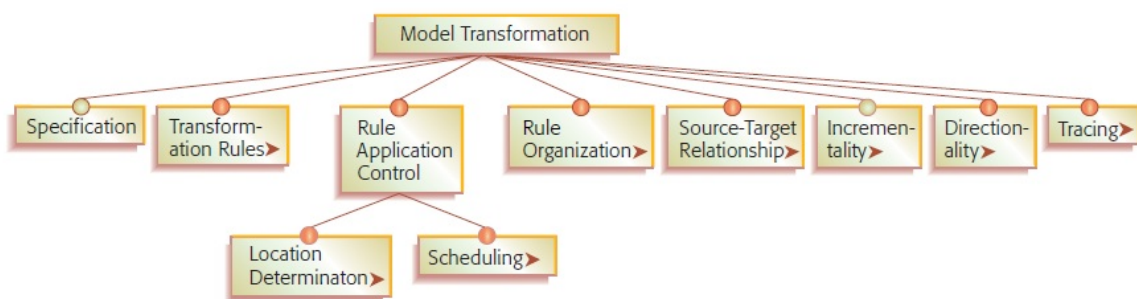 Model Transformation
Specification
Transform-
ation Rules
Rule
Application
Control
Rule
Organization
Source-Target
Relationship
Incremen-
tality
Direction-
ality
Tracing
Location
Determinaton
Scheduling